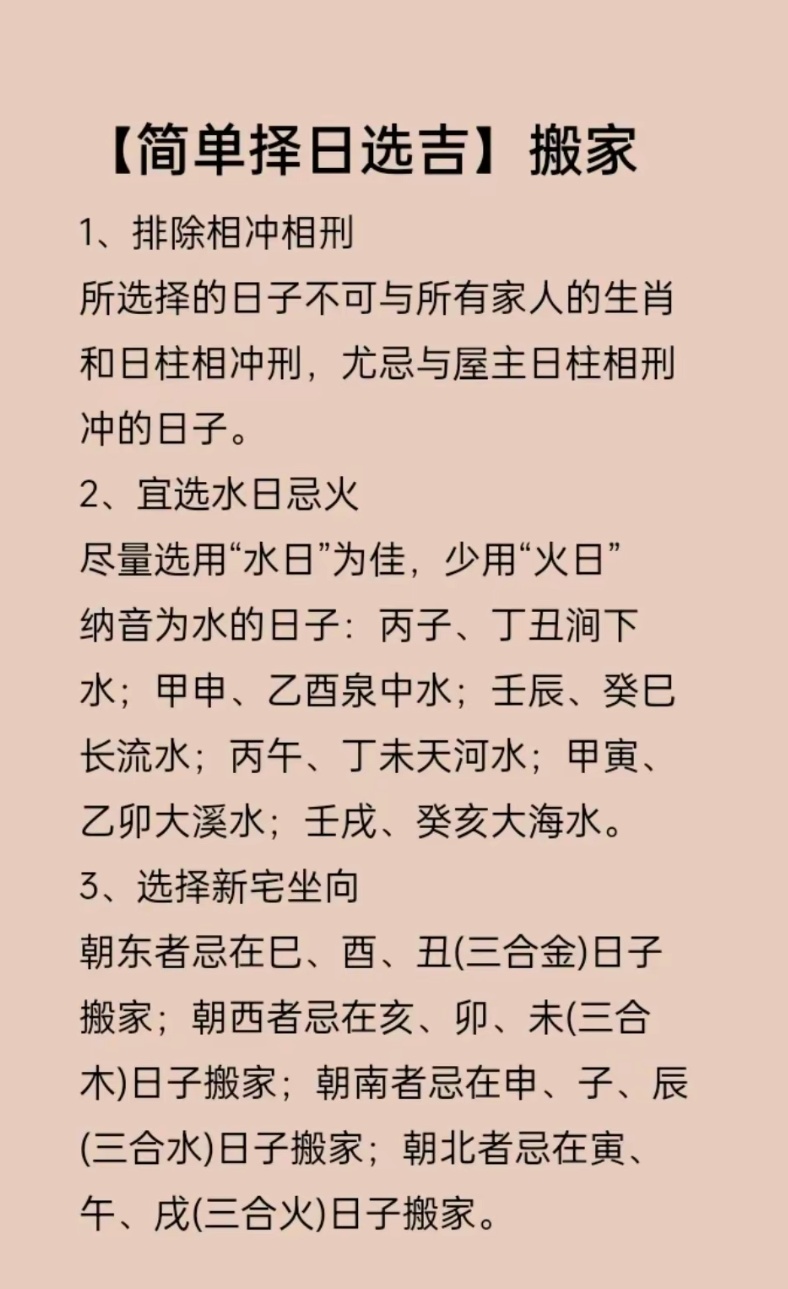 【简单择日选吉】搬家
1、排除相冲相刑
所选择的日子不可与所有家人的生肖
和日柱相冲刑，尤忌与屋主日柱相刑
冲的日子。
2、宜选水日忌火
尽量选用“水日”为佳，少用“火日”
纳音为水的日子：丙子、丁丑涧下
水；甲申、乙酉泉中水；壬辰、癸巳
长流水；丙午、丁未天河水；甲寅、
乙卯大溪水；壬戌、癸亥大海水。
3、选择新宅坐向
朝东者忌在巳、酉、丑(三合金)日子
搬家；朝西者忌在亥、卯、未(三合
木)日子搬家；朝南者忌在申、子、辰
(三合水)日子搬家；朝北者忌在寅、
午、戌(三合火)日子搬家。